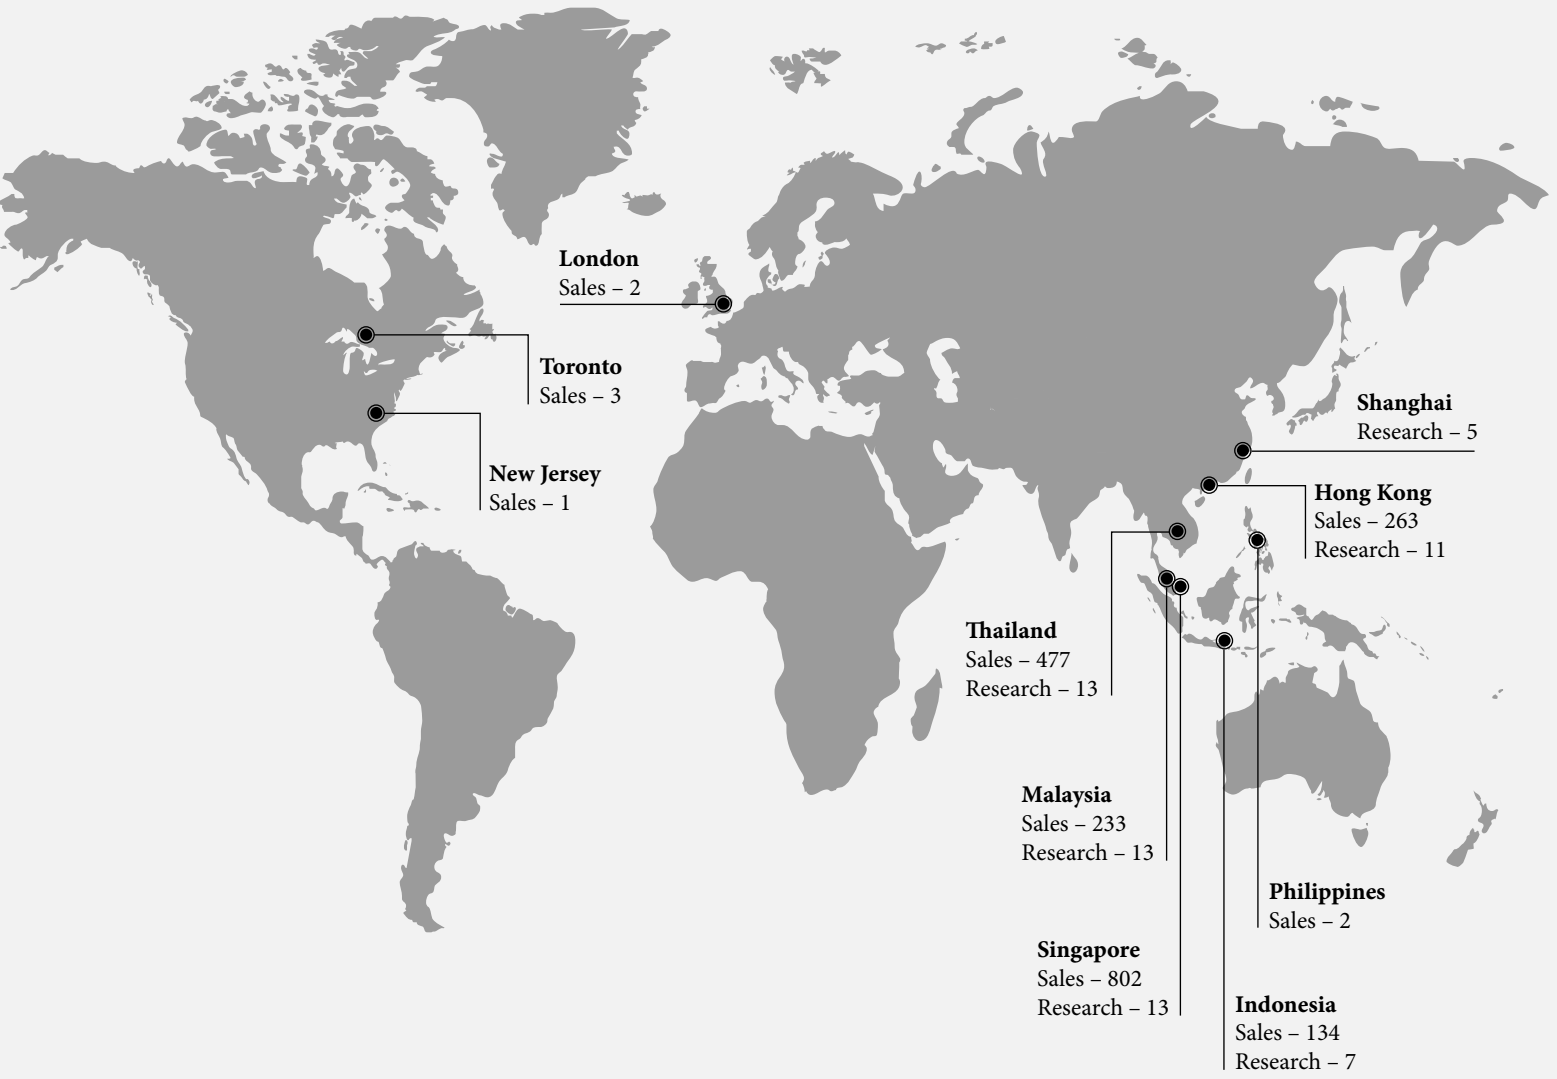 London
Sales – 2
Toronto
Sales – 3
New Jersey
Sales – 1
Shanghai
Research – 5
Hong Kong
Sales – 263
Research – 11
Thailand
Sales – 477
Research – 13
Malaysia
Sales – 233
Research – 13
Philippines
Sales – 2
Singapore
Sales – 802
Research – 13
Indonesia
Sales – 134
Research – 7